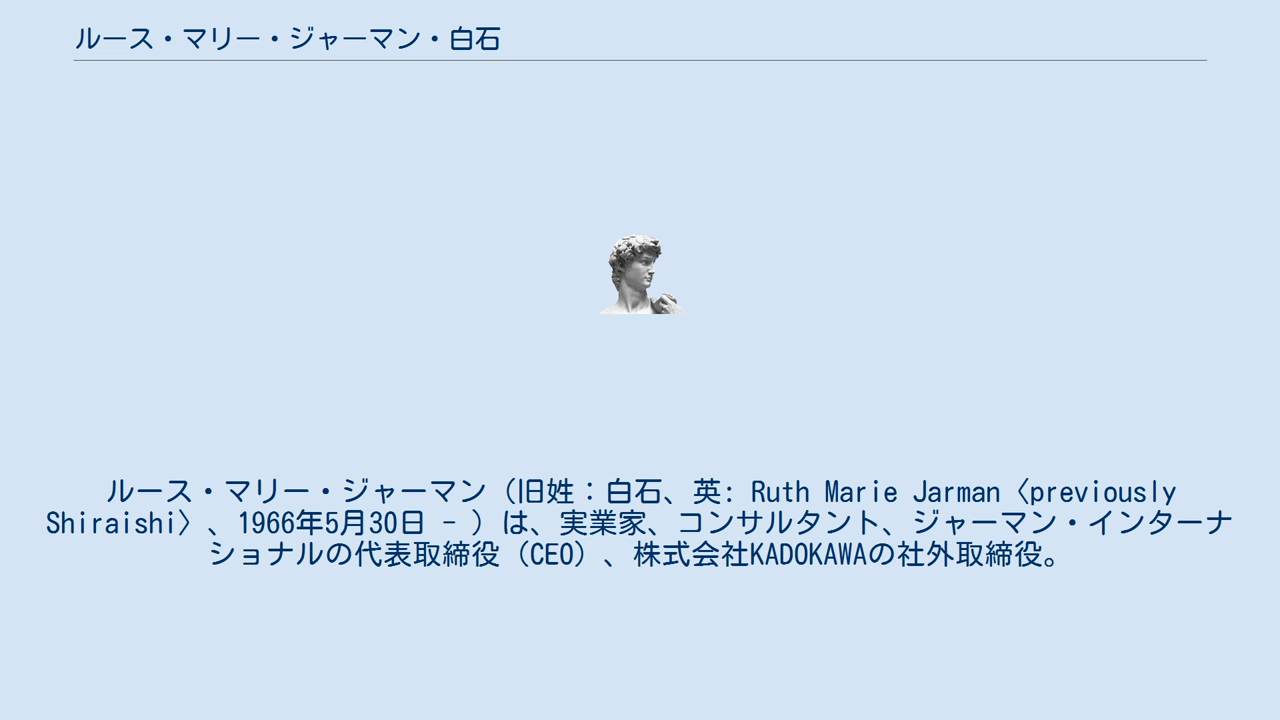 ルース・マリー・ジャーマン・白石
ルース・マリー・ジャーマン（旧姓：白石、英: Ruth Marie Jarman〈previously
Shiraishi〉、1966年5月30日 - ）は、実業家、コンサルタント、ジャーマン・インターナ
ショナルの代表取締役（CEO）、株式会社KADOKAWAの社外取締役。